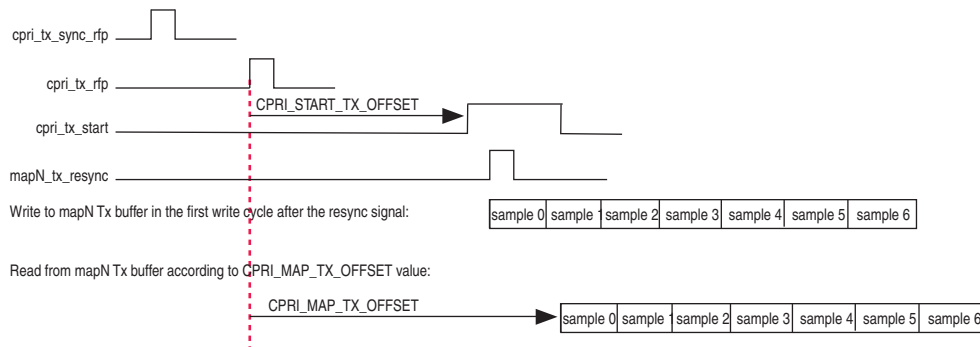 cpri_tx_sync_rfp
cpri_tx_rfp
CPRI_START_TX_OFFSET
cpri_tx_start
mapN_tx_resync
Write to mapN Tx buffer in the first write cycle after the resync signal:
sample 0 sample 1 sample 2 sample 3 sample 4 sample 5 sample 6
Read from mapN Tx buffer according to CPRI_MAP_TX_OFFSET value:
CPRI_MAP_TX_OFFSET
sample 0 sample 1 sample 2 sample 3 sample 4 sample 5 sample 6